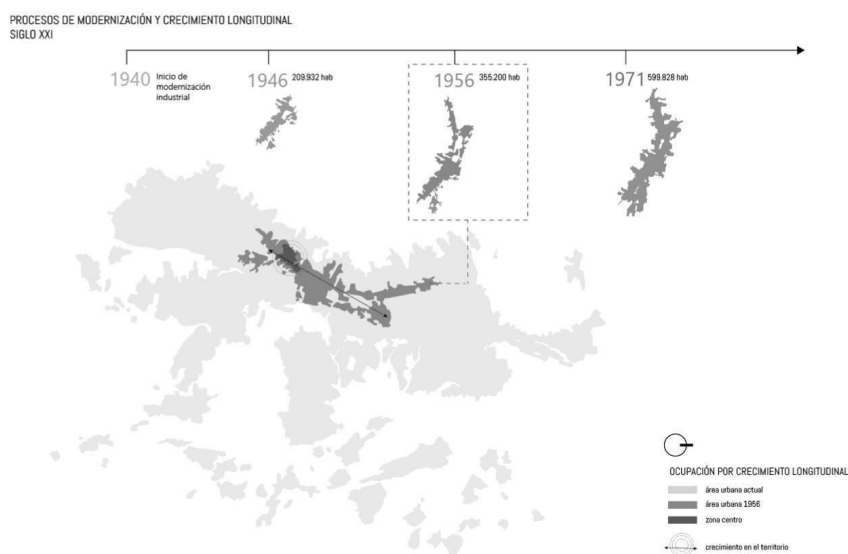 PROCESOS DE MODERNIZACIÓN Y CRECIMIENTO LONGITUDINAL
SIGLO XXI
1940 Inicio de
modernización
industrial
1946 209.932 hab
1956 355.200 hab
1971 599.828 hab
OCUPACIÓN POR CRECIMIENTO LONGITUDINAL
área urbana actual
área urbana 1956
zona centro
crecimiento en el territorio